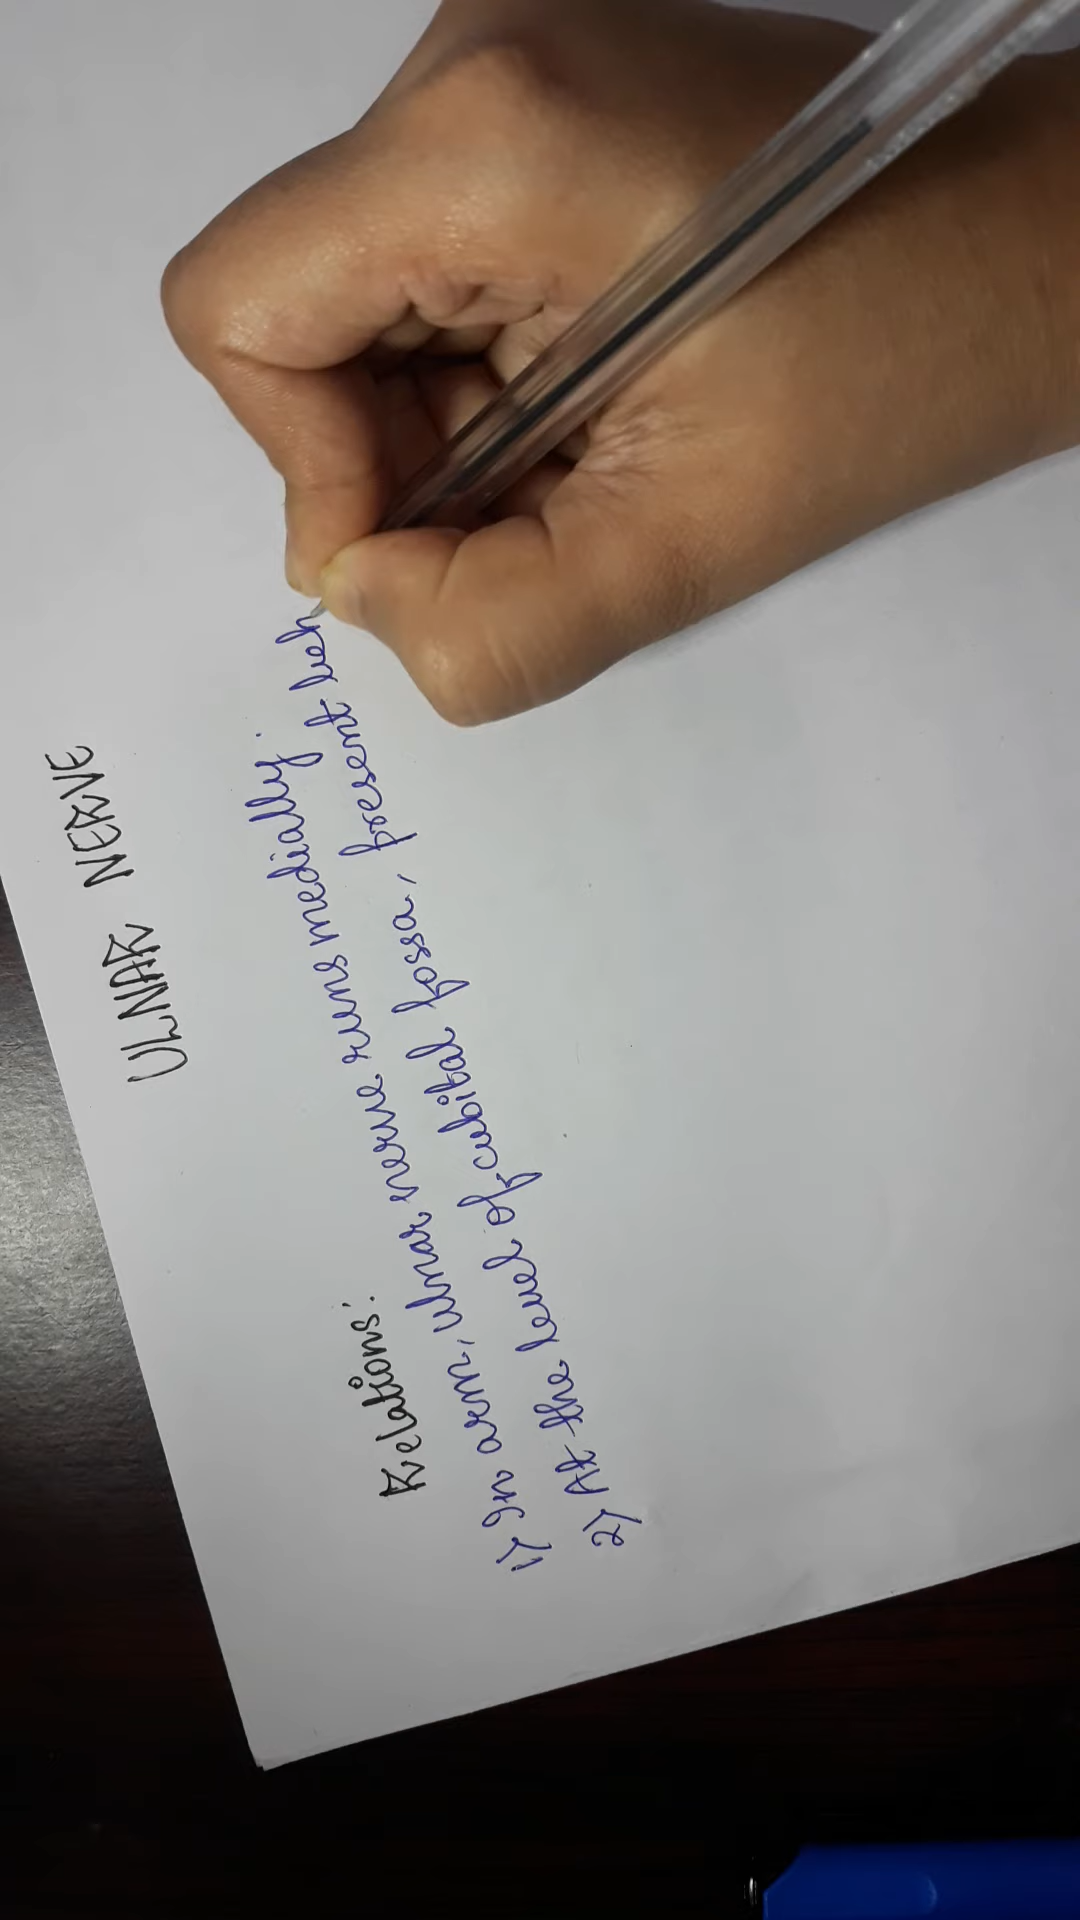 ULNAR NERVE
Relations:
1) In arm, ulnar nerve runs medially.
2) At the level of cubital fossa, present beh